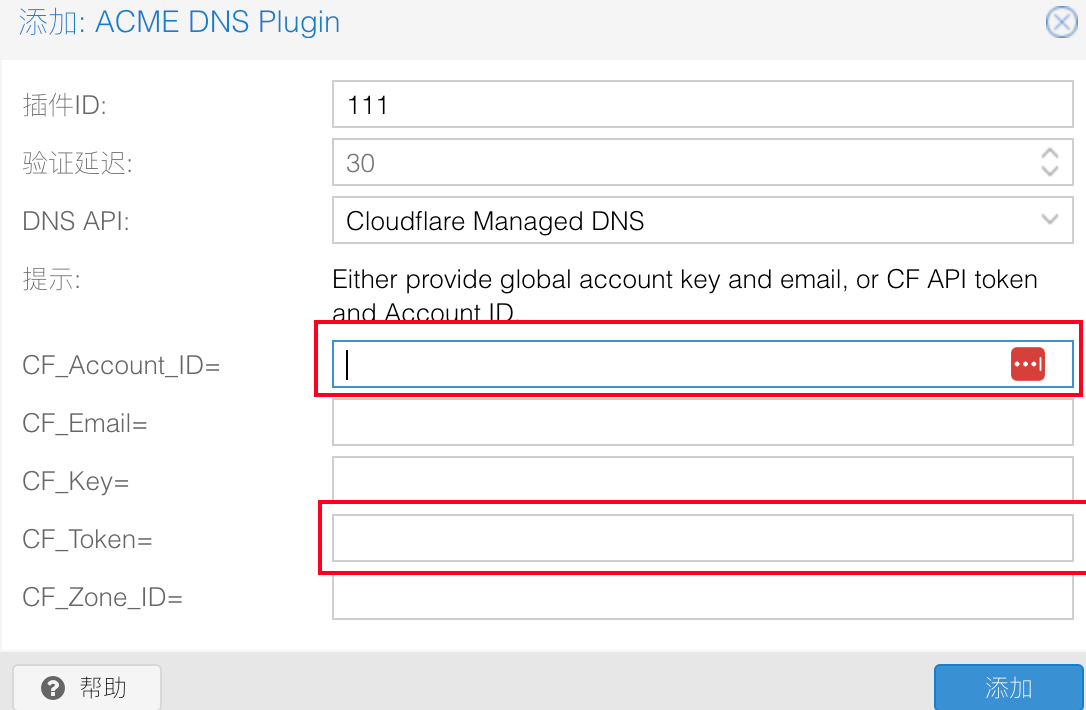 添加: ACME DNS Plugin
插件ID:
111
验证延迟:
30
DNS API:
Cloudflare Managed DNS
提示:
Either provide global account key and email, or CF API token
and Account ID.
CF_Account_ID=
CF_Email=
CF_Key=
CF_Token=
CF_Zone_ID=
帮助
添加